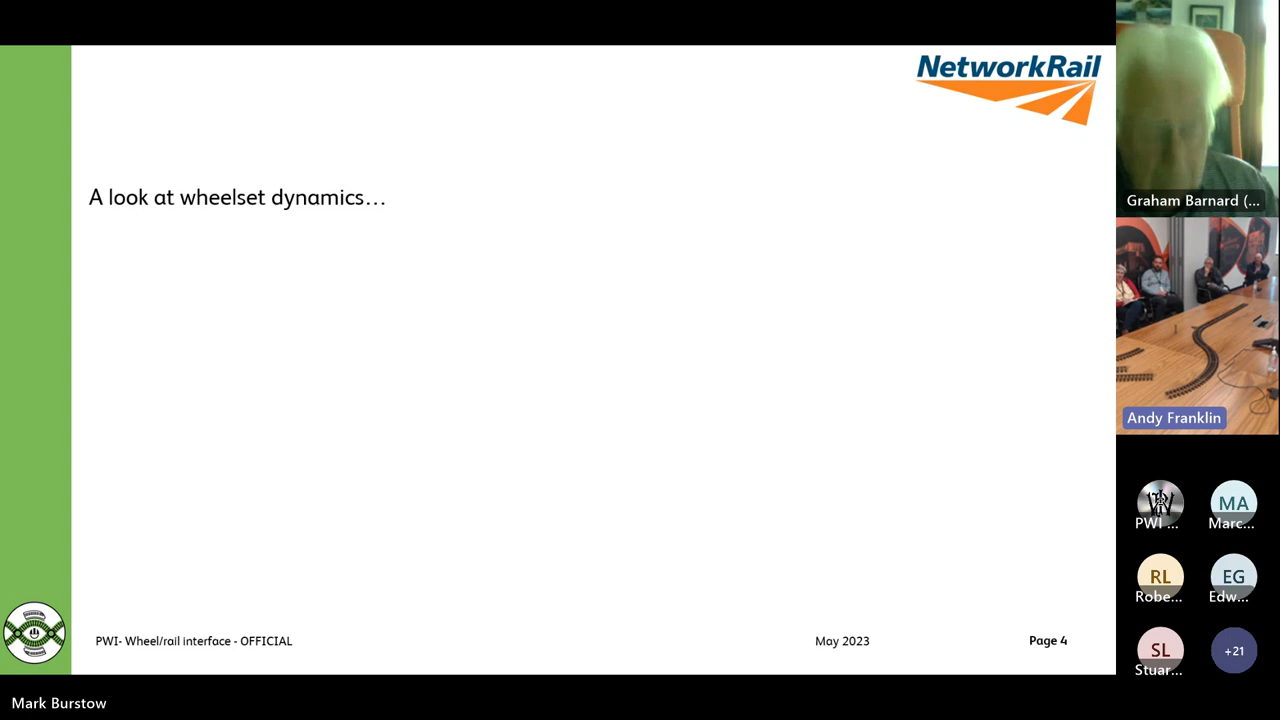 NetworkRail
A look at wheelset dynamics...
PWI- Wheel/rail interface - OFFICIAL
May 2023
Page 4
Graham Barnard (...
Andy Franklin
PWI ...
MA
Marc...
RL
Robe...
EG
Edw...
SL
Stuar...
+21
Mark Burstow